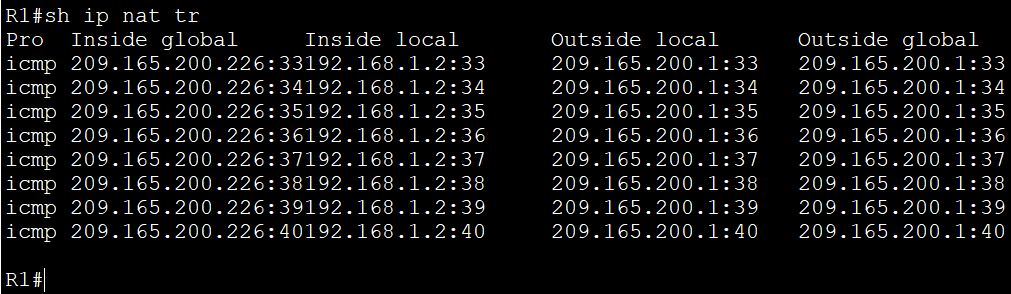 R1#sh ip nat tr
Pro  Inside global     Inside local       Outside local      Outside global
icmp 209.165.200.226:33192.168.1.2:33     209.165.200.1:33   209.165.200.1:33
icmp 209.165.200.226:34192.168.1.2:34     209.165.200.1:34   209.165.200.1:34
icmp 209.165.200.226:35192.168.1.2:35     209.165.200.1:35   209.165.200.1:35
icmp 209.165.200.226:36192.168.1.2:36     209.165.200.1:36   209.165.200.1:36
icmp 209.165.200.226:37192.168.1.2:37     209.165.200.1:37   209.165.200.1:37
icmp 209.165.200.226:38192.168.1.2:38     209.165.200.1:38   209.165.200.1:38
icmp 209.165.200.226:39192.168.1.2:39     209.165.200.1:39   209.165.200.1:39
icmp 209.165.200.226:40192.168.1.2:40     209.165.200.1:40   209.165.200.1:40
R1#